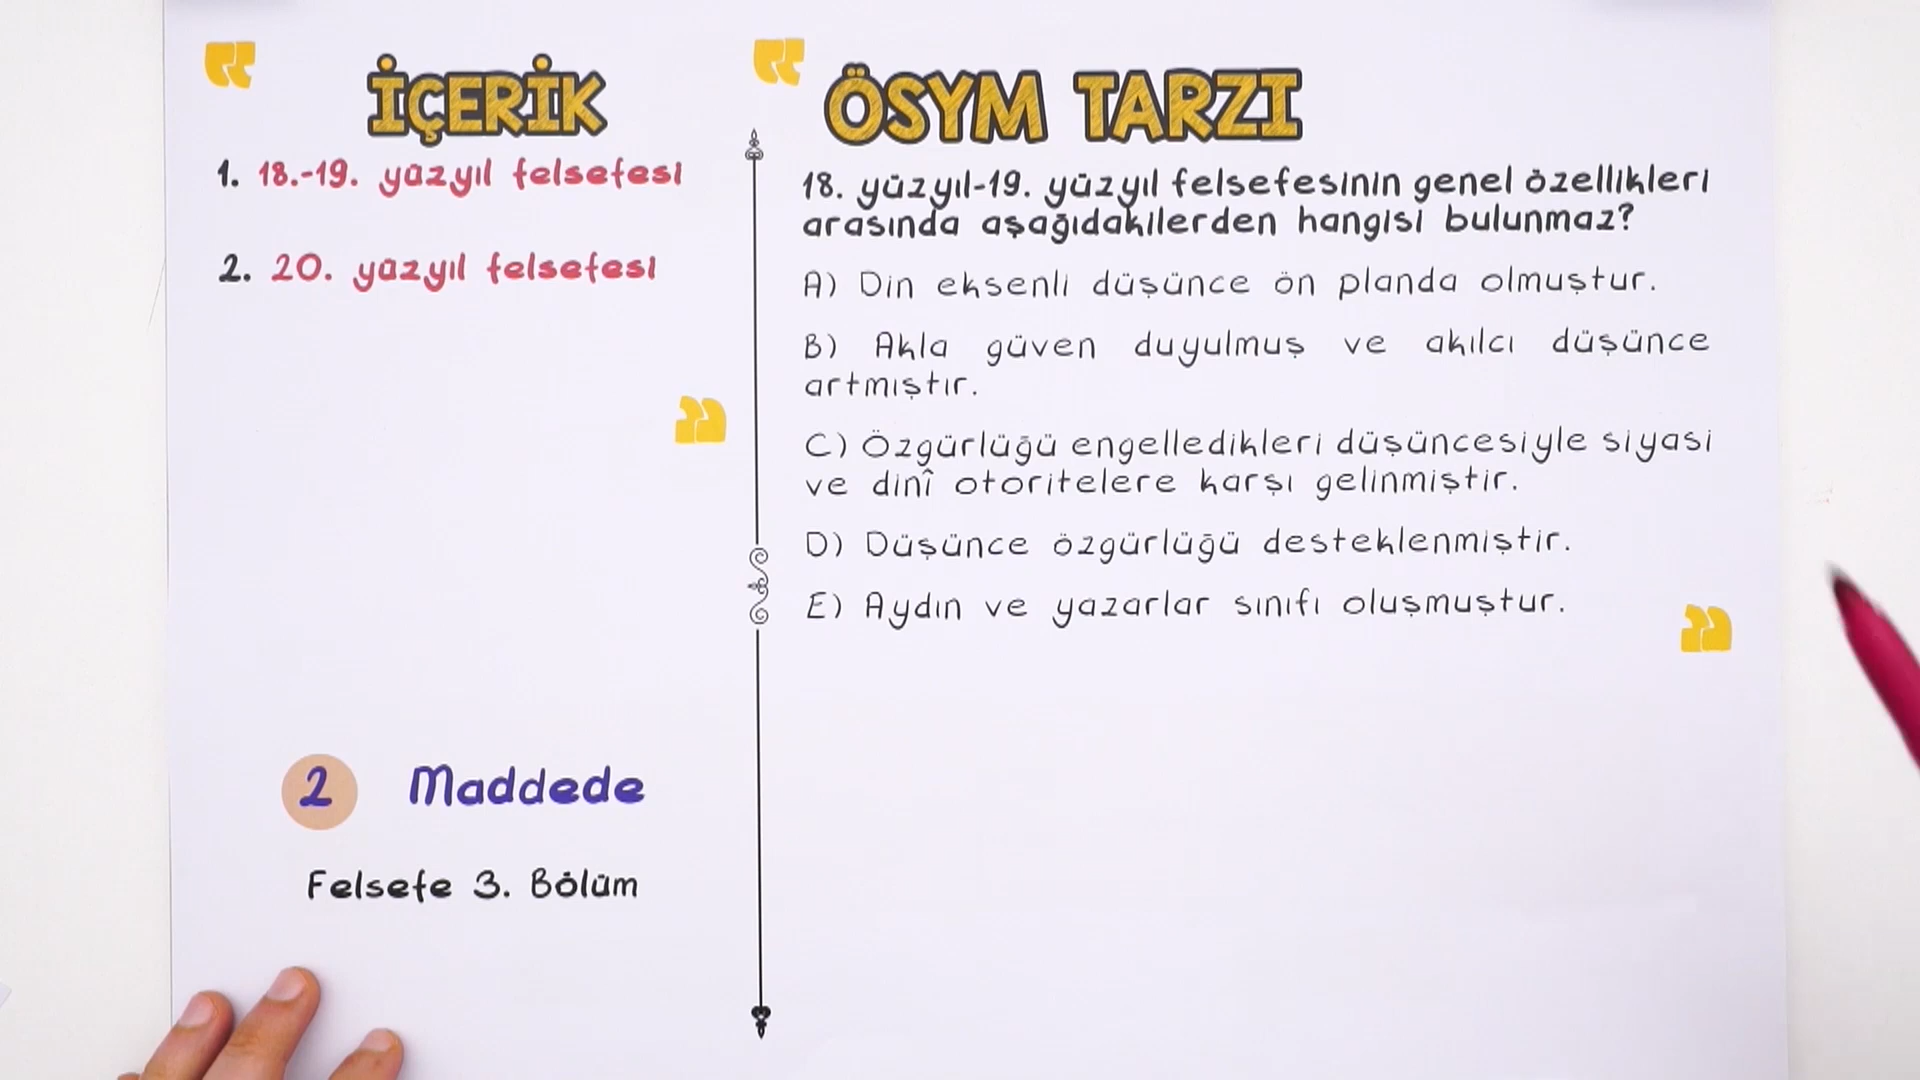 İÇERİK
1. 18.-19. yüzyıl felsefesi
2. 20. yüzyıl felsefesi
2 Maddede
Felsefe 3. Bölüm
ÖSYM TARZI
18. yüzyıl-19. yüzyıl felsefesinin genel özellikleri
arasında aşağıdakilerden hangisi bulunmaz?
A) Din eksenli düşünce ön planda olmuştur.
B) Akla güven duyulmuş ve akılcı düşünce
artmıştır.
C) Özgürlüğü engelledikleri düşüncesiyle siyasi
ve dinî otoritelere karşı gelinmiştir.
D) Düşünce özgürlüğü desteklenmiştir.
E) Aydın ve yazarlar sınıfı oluşmuştur.